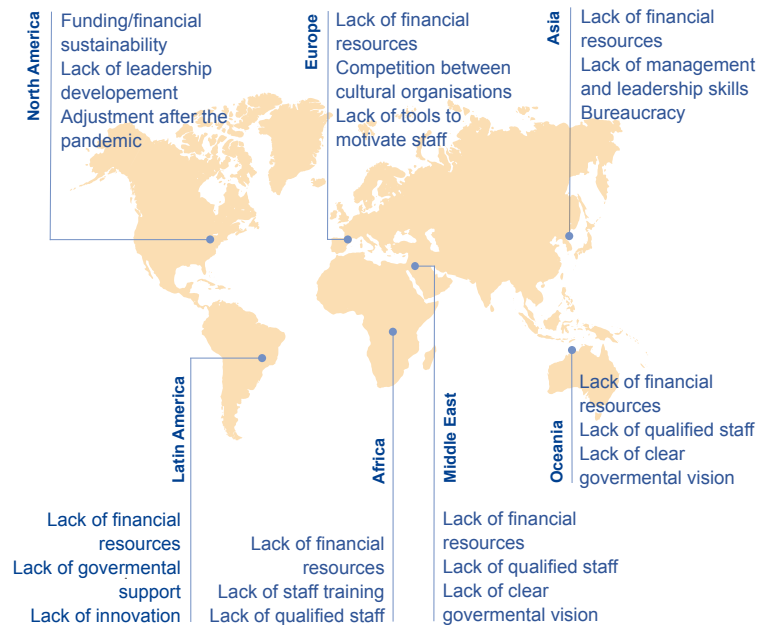 North America
Funding/financial
sustainability
Lack of leadership
developement
Adjustment after the
pandemic
Europe
Lack of financial
resources
Competition between
cultural organisations
Lack of tools to
motivate staff
Asia
Lack of financial
resources
Lack of management
and leadership skills
Bureaucracy
Latin America
Lack of financial
resources
Lack of govermental
support
Lack of innovation
Africa
Lack of financial
resources
Lack of staff training
Lack of qualified staff
Middle East
Lack of financial
resources
Lack of qualified staff
Lack of clear
govermental vision
Oceania
Lack of financial
resources
Lack of qualified staff
Lack of clear
govermental vision